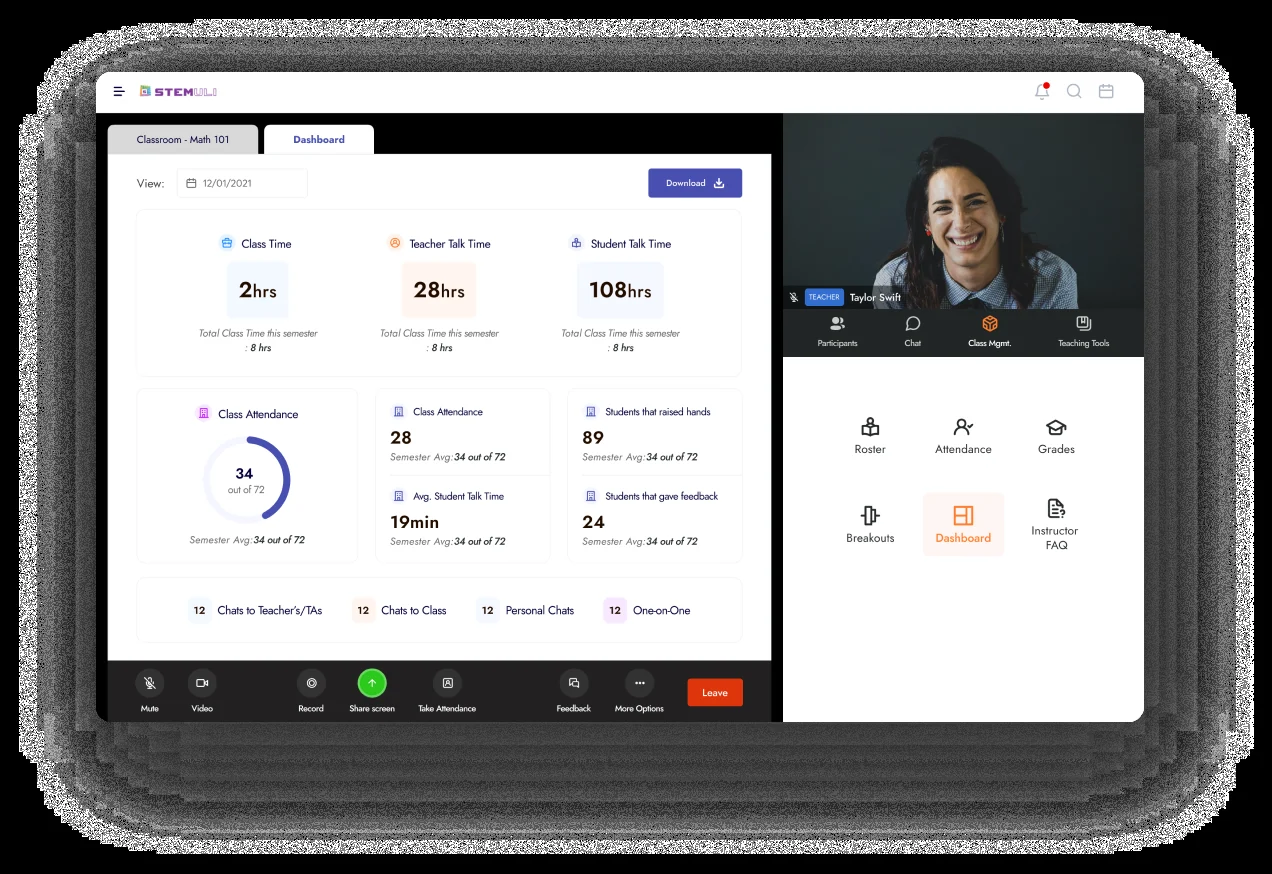 STEMULI
Classroom - Math 101
Dashboard
View:
12/01/2021
Download
Class Time
Teacher Talk Time
Student Talk Time
2hrs
28hrs
108hrs
Total Class Time this semester
: 8 hrs
Total Class Time this semester
: 8 hrs
Total Class Time this semester
: 8 hrs
Class Attendance
34
out of 72
Semester Avg:34 out of 72
Class Attendance
28
Semester Avg:34 out of 72
Avg. Student Talk Time
19min
Semester Avg:34 out of 72
Students that raised hands
89
Semester Avg:34 out of 72
Students that gave feedback
24
Semester Avg:34 out of 72
12 Chats to Teacher's/TAs
12 Chats to Class
12 Personal Chats
12 One-on-One
Mute
Video
Record
Share screen
Take Attendance
Feedback
More Options
Leave
TEACHER Taylor Swift
Participants
Chat
Class Mgmt.
Teaching Tools
Roster
Attendance
Grades
Breakouts
Dashboard
Instructor
FAQ